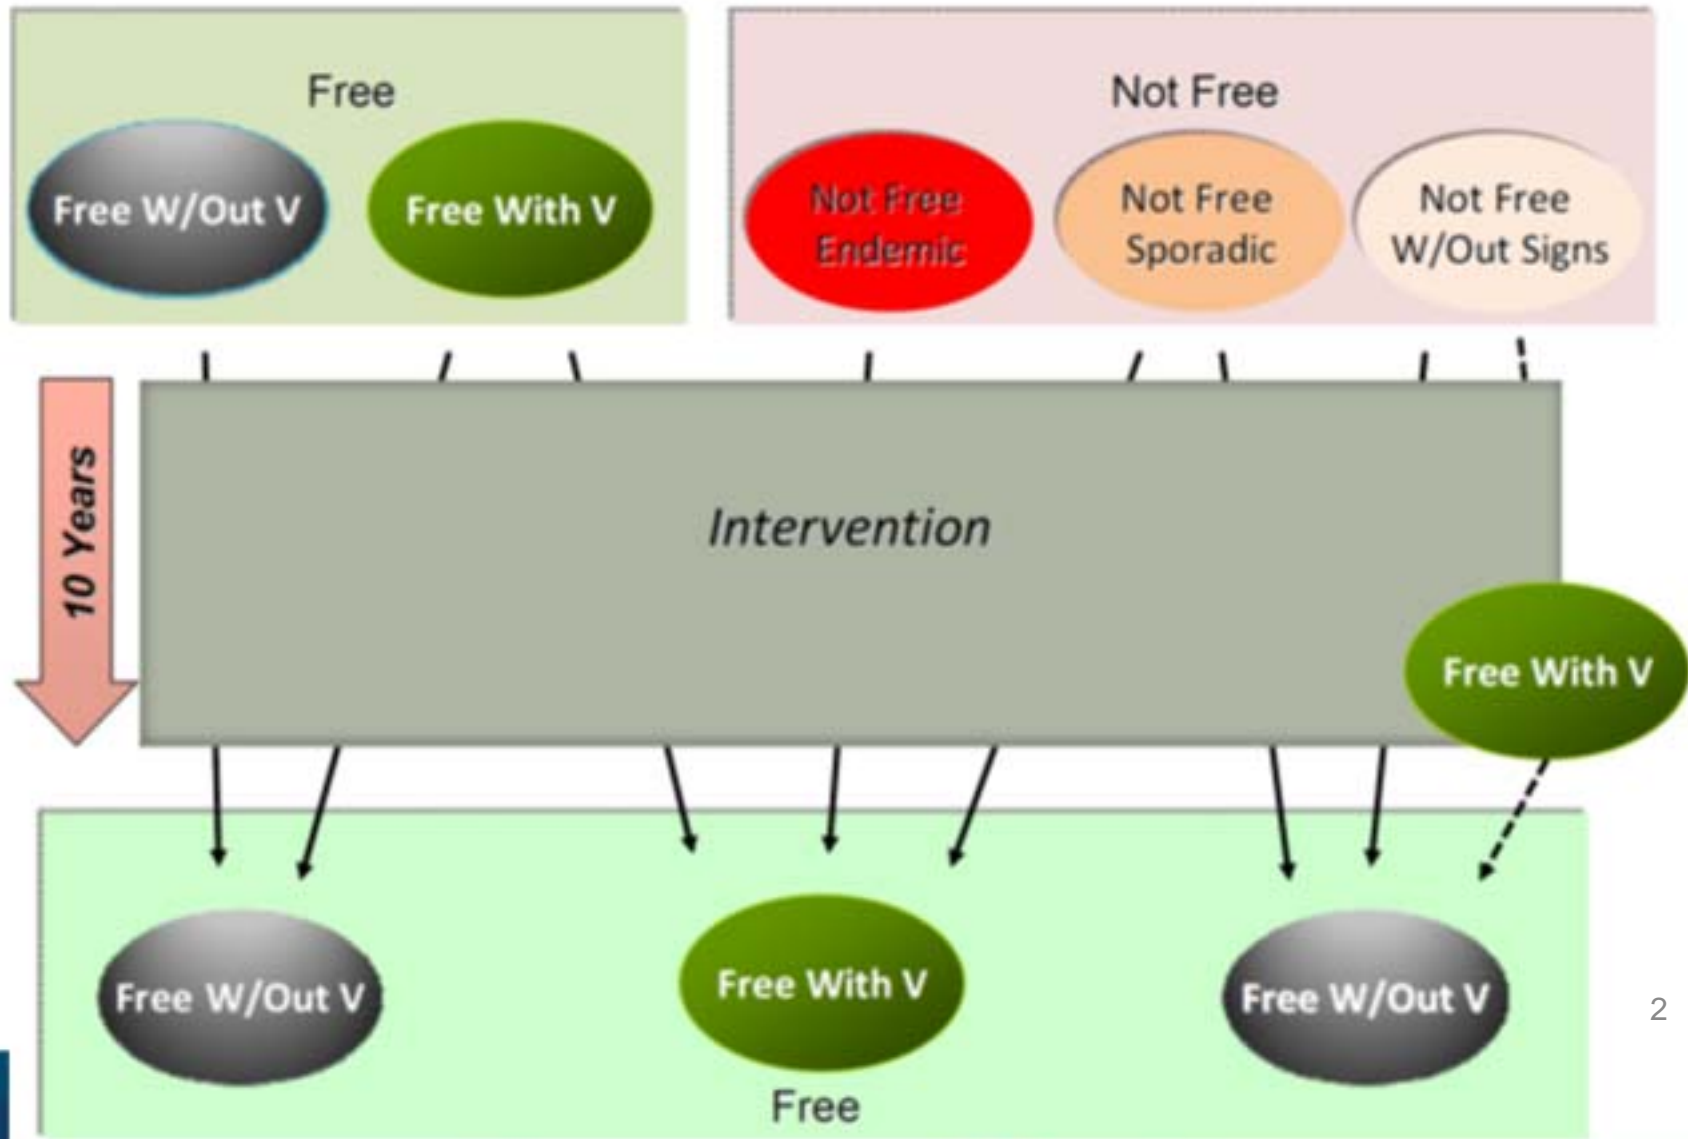 Free
Free W/Out V
Free With V
Not Free
Not Free
Endemic
Not Free
Sporadic
Not Free
W/Out Signs
10 Years
Intervention
Free With V
Free W/Out V
Free With V
Free W/Out V
Free
2